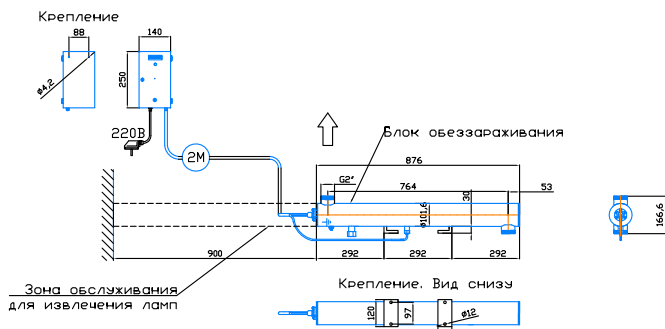 Крепление
88
140
ø4,2
250
220В
2М
Блок обеззараживания
876
G2"
764
53
30
ø101,6
166,6
900
292
292
292
Зона обслуживания
для извлечения ламп
Крепление. Вид снизу
120
97
ø12